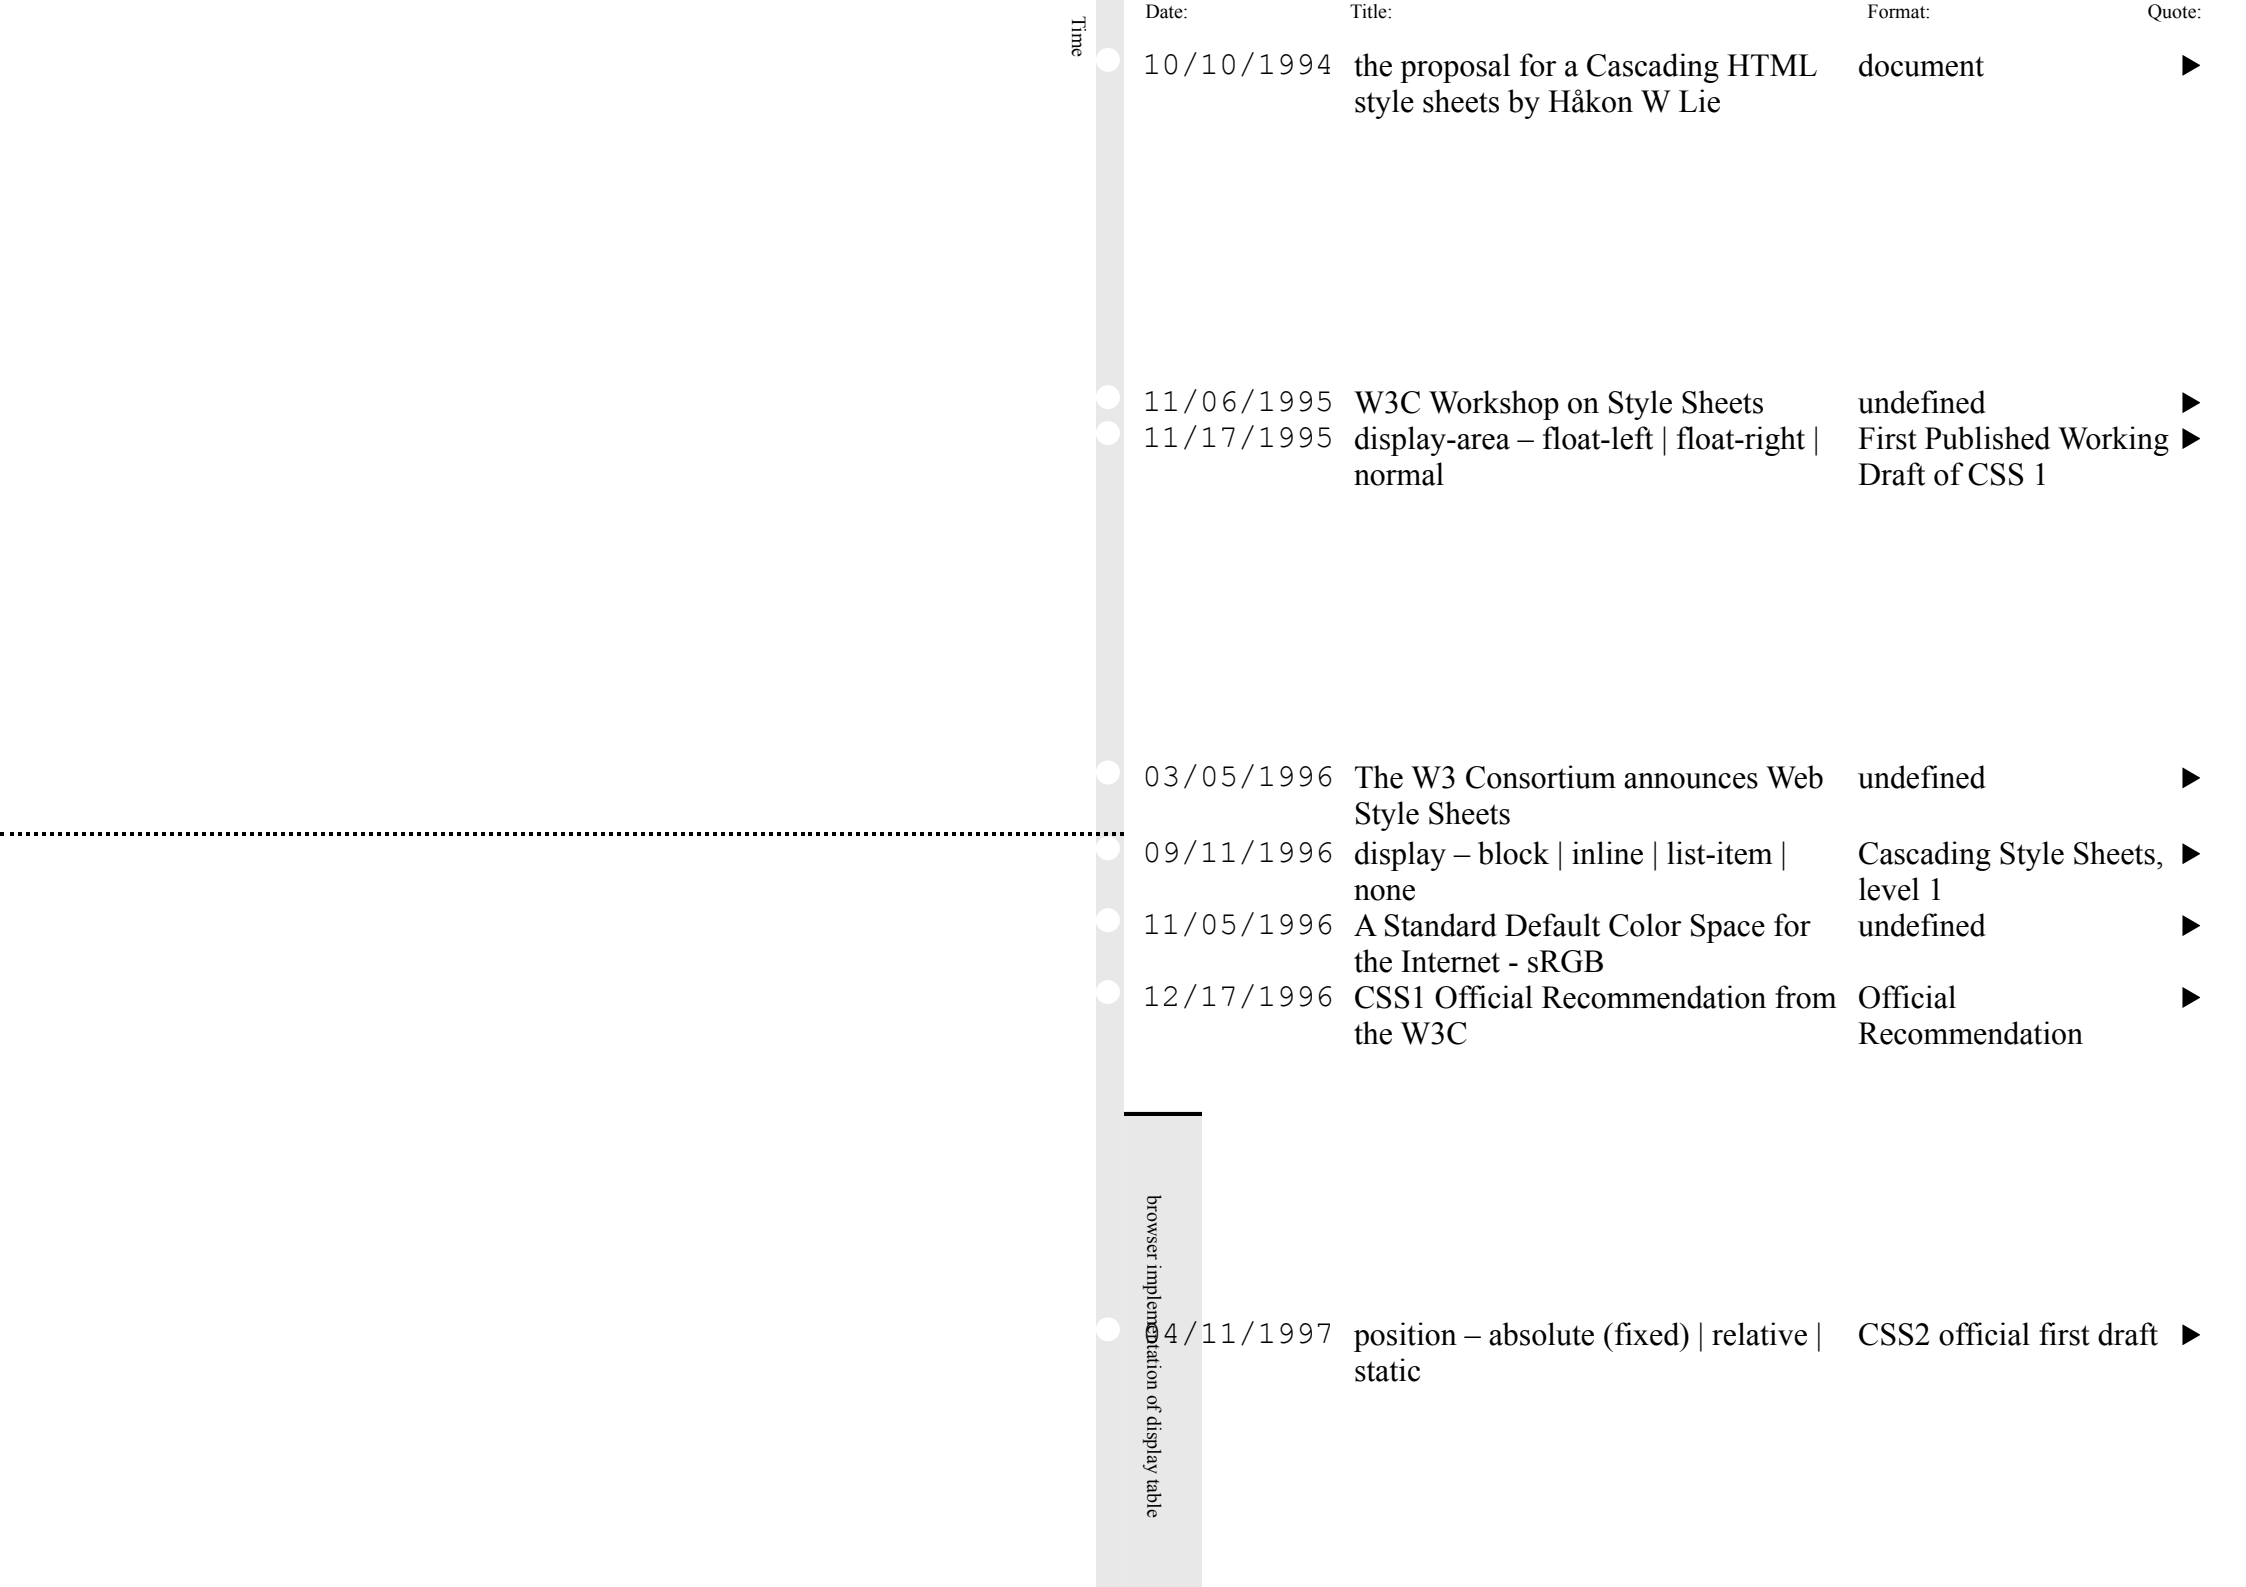 Time
Date: Title: Format: Quote:
10/10/1994 the proposal for a Cascading HTML document
style sheets by Håkon W Lie
11/06/1995 W3C Workshop on Style Sheets undefined
11/17/1995 display-area – float-left | float-right | First Published Working
normal Draft of CSS 1
03/05/1996 The W3 Consortium announces Web undefined
Style Sheets
09/11/1996 display – block | inline | list-item | Cascading Style Sheets,
none level 1
11/05/1996 A Standard Default Color Space for undefined
the Internet - sRGB
12/17/1996 CSS1 Official Recommendation from Official
the W3C Recommendation
browser implementation of display table
04/11/1997 position – absolute (fixed) | relative | CSS2 official first draft
static